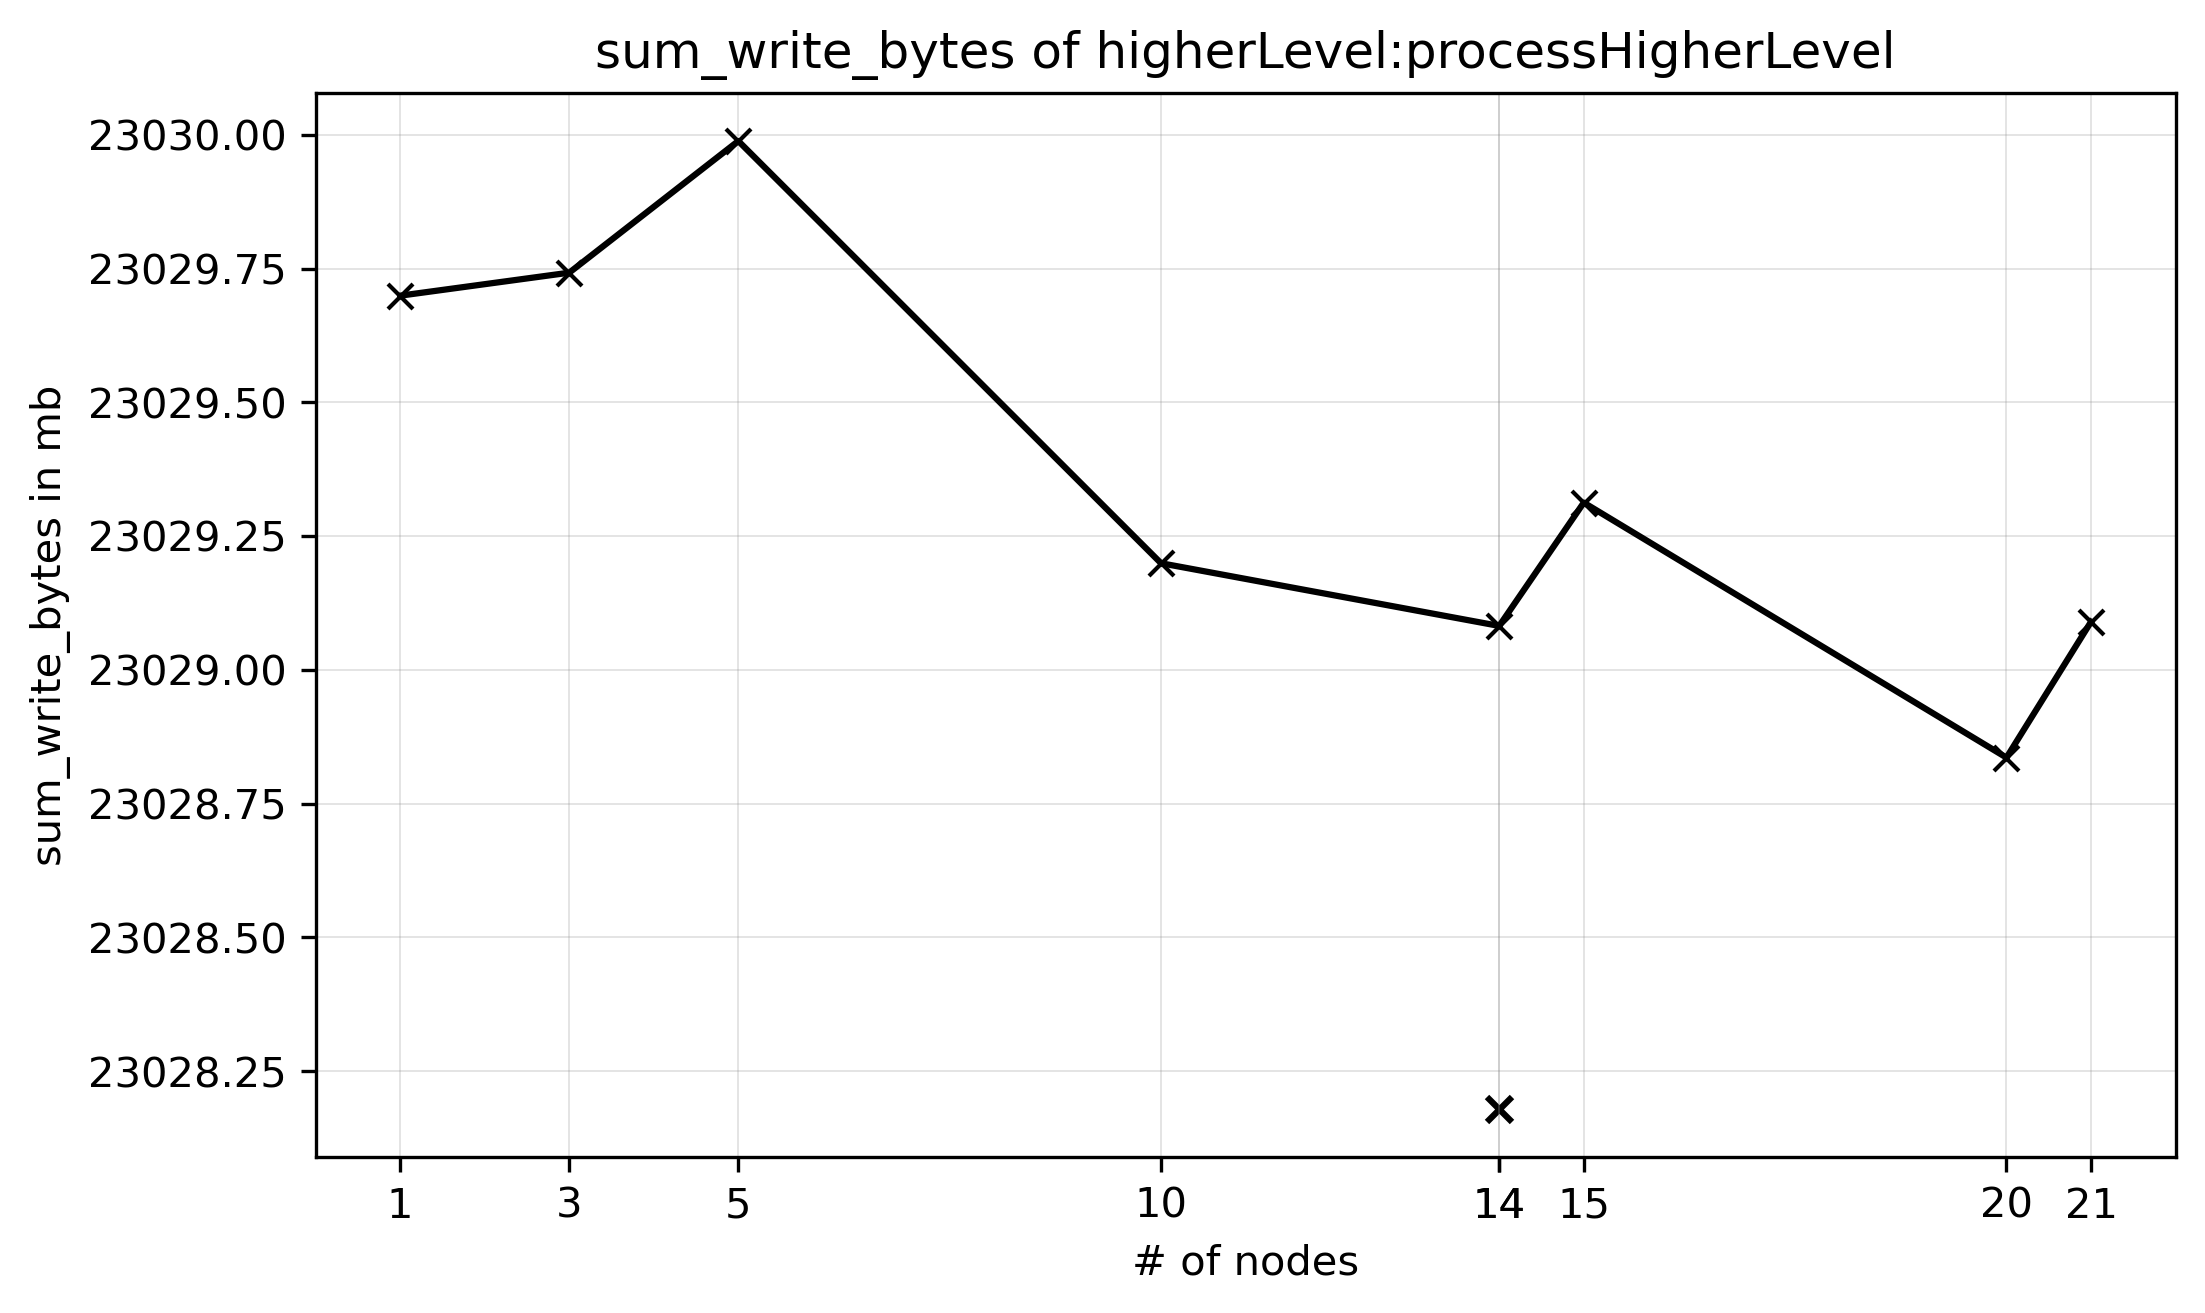 sum_write_bytes of higherLevel:processHigherLevel
sum_write_bytes in mb
23030.00
23029.75
23029.50
23029.25
23029.00
23028.75
23028.50
23028.25
1 3 5 10 14 15 20 21
# of nodes